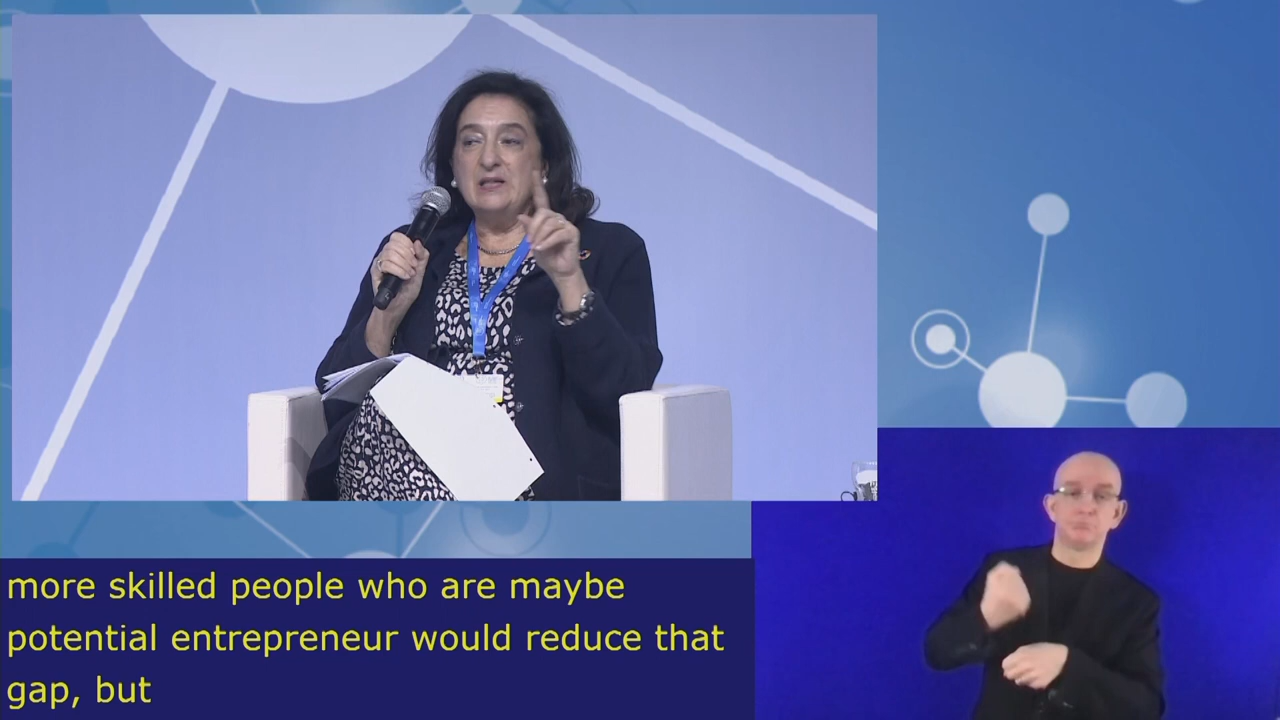 more skilled people who are maybe
potential entrepreneur would reduce that
gap, but